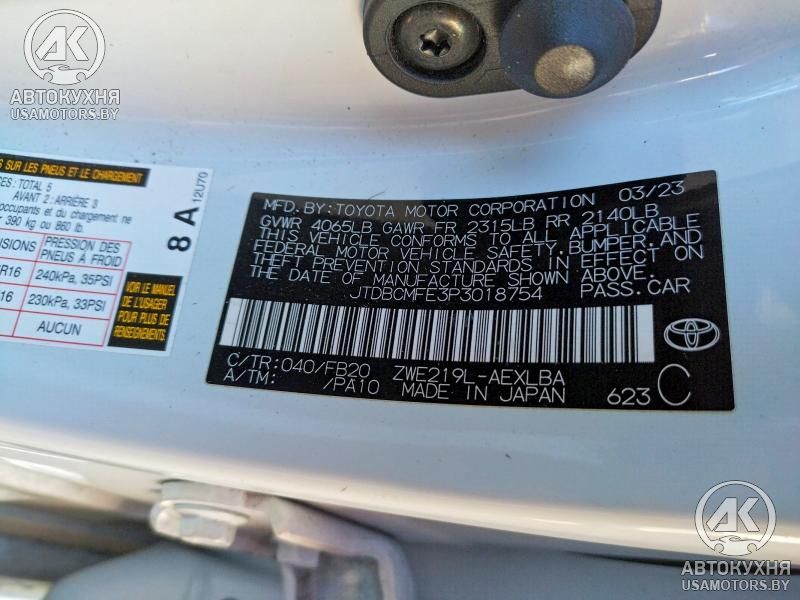 АВТОКУХНЯ
USAMOTORS.BY
S SUR LES PNEUS ET LE CHARGEMENT
CES: TOTAL 5
AVANT 2: ARRIÈRE 3
occupants et du chargement ne
r 390 kg ou 860 lb.
NSIONS PRESSION DES PNEUS À FROID
R16 240kPa, 35PSI
16 230kPa, 33PSI
AUCUN
8 A 12U70
VOIR LE MANUEL
DE L'USAGER
POUR PLUS DE
RENSEIGNEMENTS
MFD. BY: TOYOTA MOTOR CORPORATION 03/23
GVWR 4065LB GAWR FR 2315LB RR 2140LB
THIS VEHICLE CONFORMS TO ALL APPLICABLE
FEDERAL MOTOR VEHICLE SAFETY, BUMPER, AND
THEFT PREVENTION STANDARDS IN EFFECT ON
THE DATE OF MANUFACTURE SHOWN ABOVE.
JTDBCMFE3P3018754 PASS. CAR
C/TR: 040/FB20 ZWE219L-AEXLBA
A/TM: /PA10 MADE IN JAPAN 623 C
АВТОКУХНЯ
USAMOTORS.BY